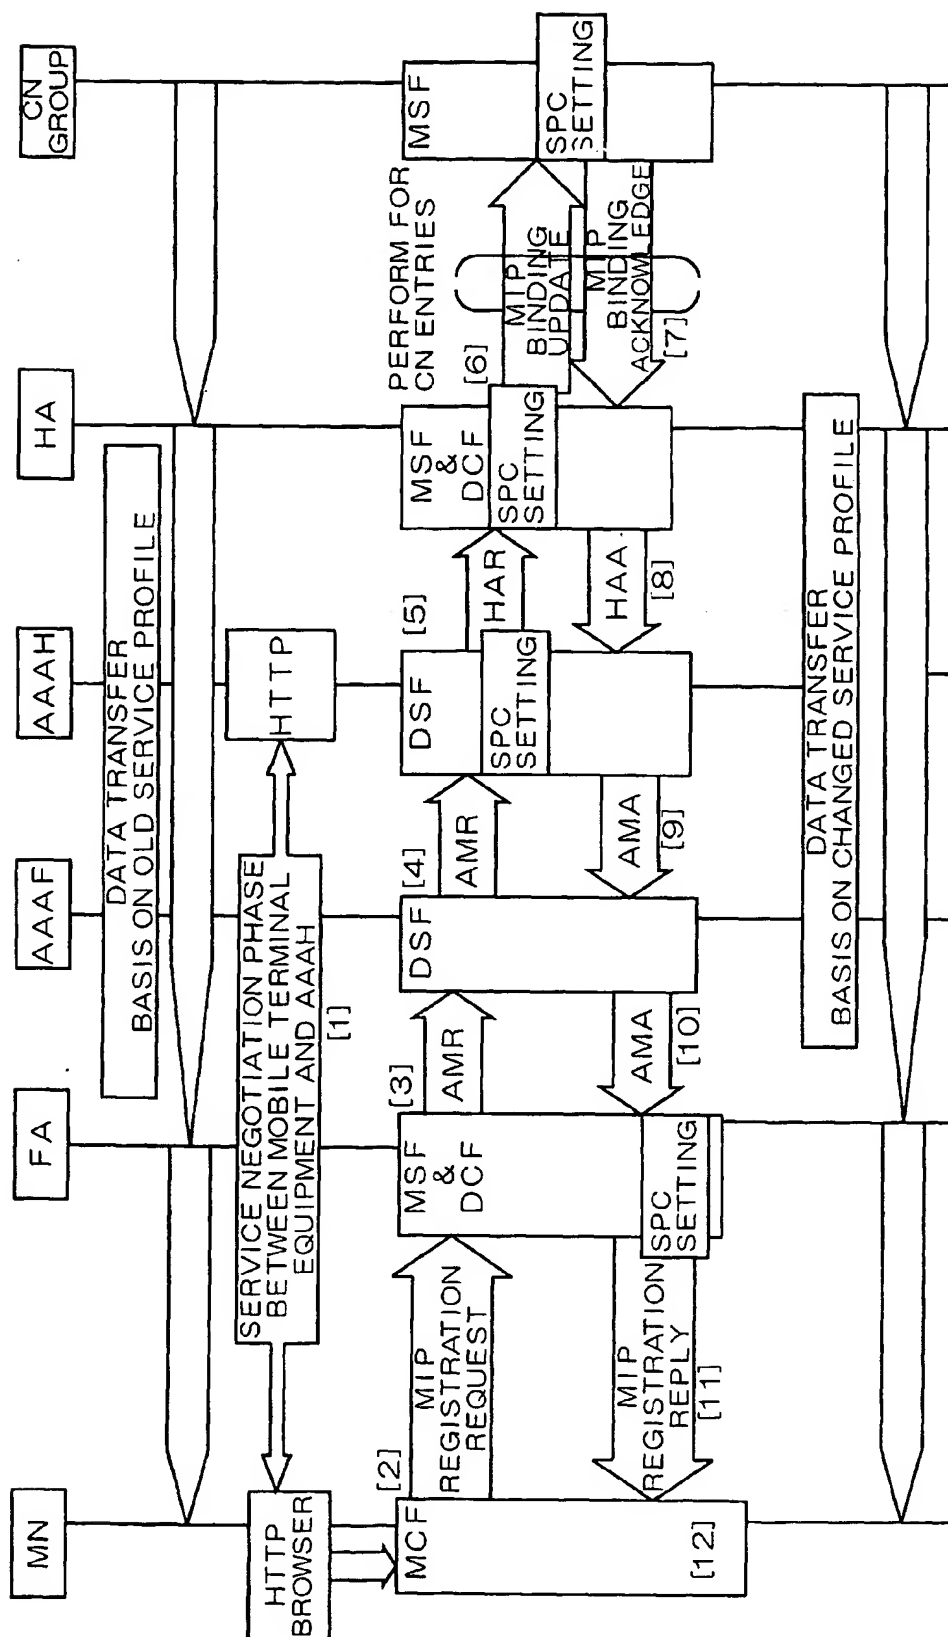 MN
FA
AAAF
AAAH
HA
CN
GROUP
DATA TRANSFER
BASIS ON OLD SERVICE PROFILE
SERVICE NEGOTIATION PHASE
BETWEEN MOBILE TERMINAL
EQUIPMENT AND AAAH
[1]
HTTP
BROWSER
HTTP
MCF
[2]
MIP
REGISTRATION
REQUEST
MSF
&
DCF
[3]
AMR
DSF
[4]
AMR
DSF
SPC
SETTING
[5]
HAR
MSF
&
DCF
SPC
SETTING
PERFORM FOR
CN ENTRIES
[6]
MIP
BINDING
UPDATE
MSF
SPC
SETTING
MIP
BINDING
ACKNOWLEDGE
[7]
HAA
[8]
AMA
[9]
AMA
[10]
SPC
SETTING
MIP
REGISTRATION
REPLY
[11]
[12]
DATA TRANSFER
BASIS ON CHANGED SERVICE PROFILE